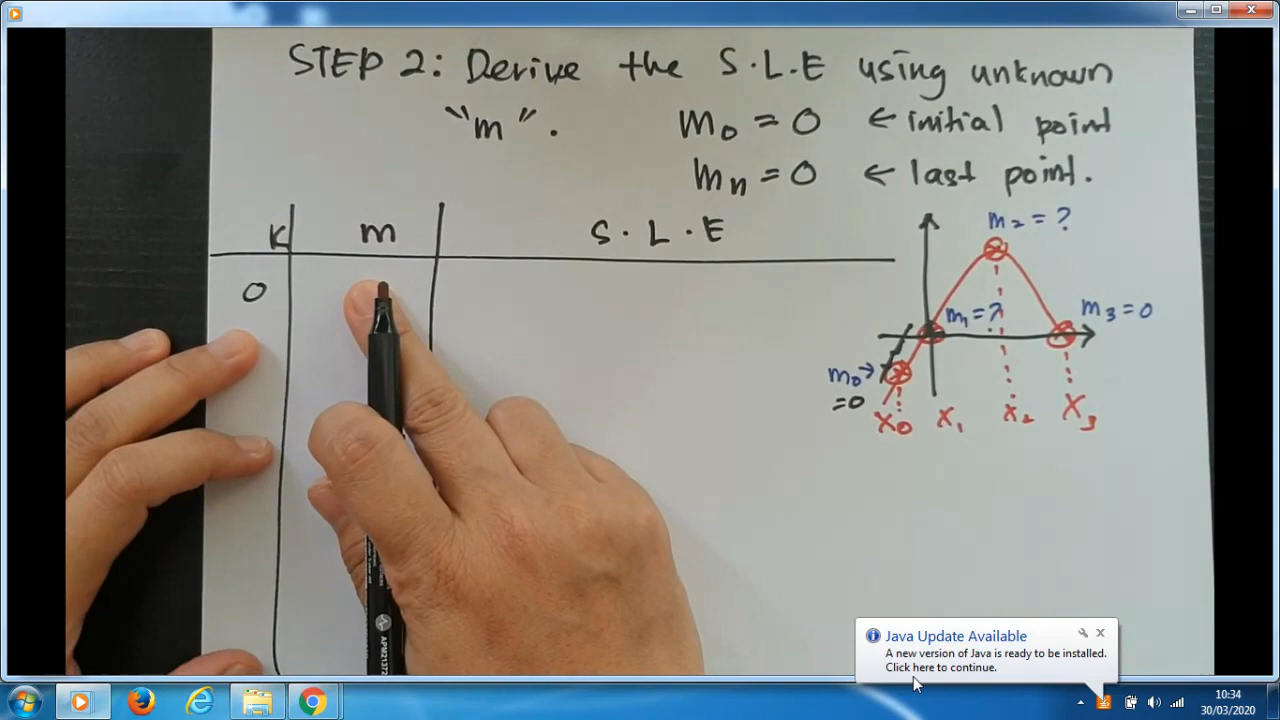 STEP 2: Derive the S.L.E using unknown
"m". m₀ = 0 ← initial point
mₙ = 0 ← last point.
K m S.L.E
0
m₂ = ?
m₁ = ?
m₃ = 0
m₀ →
= 0
x₀ x₁ x₂ x₃
Java Update Available
A new version of Java is ready to be installed.
Click here to continue.
10:34
30/03/2020